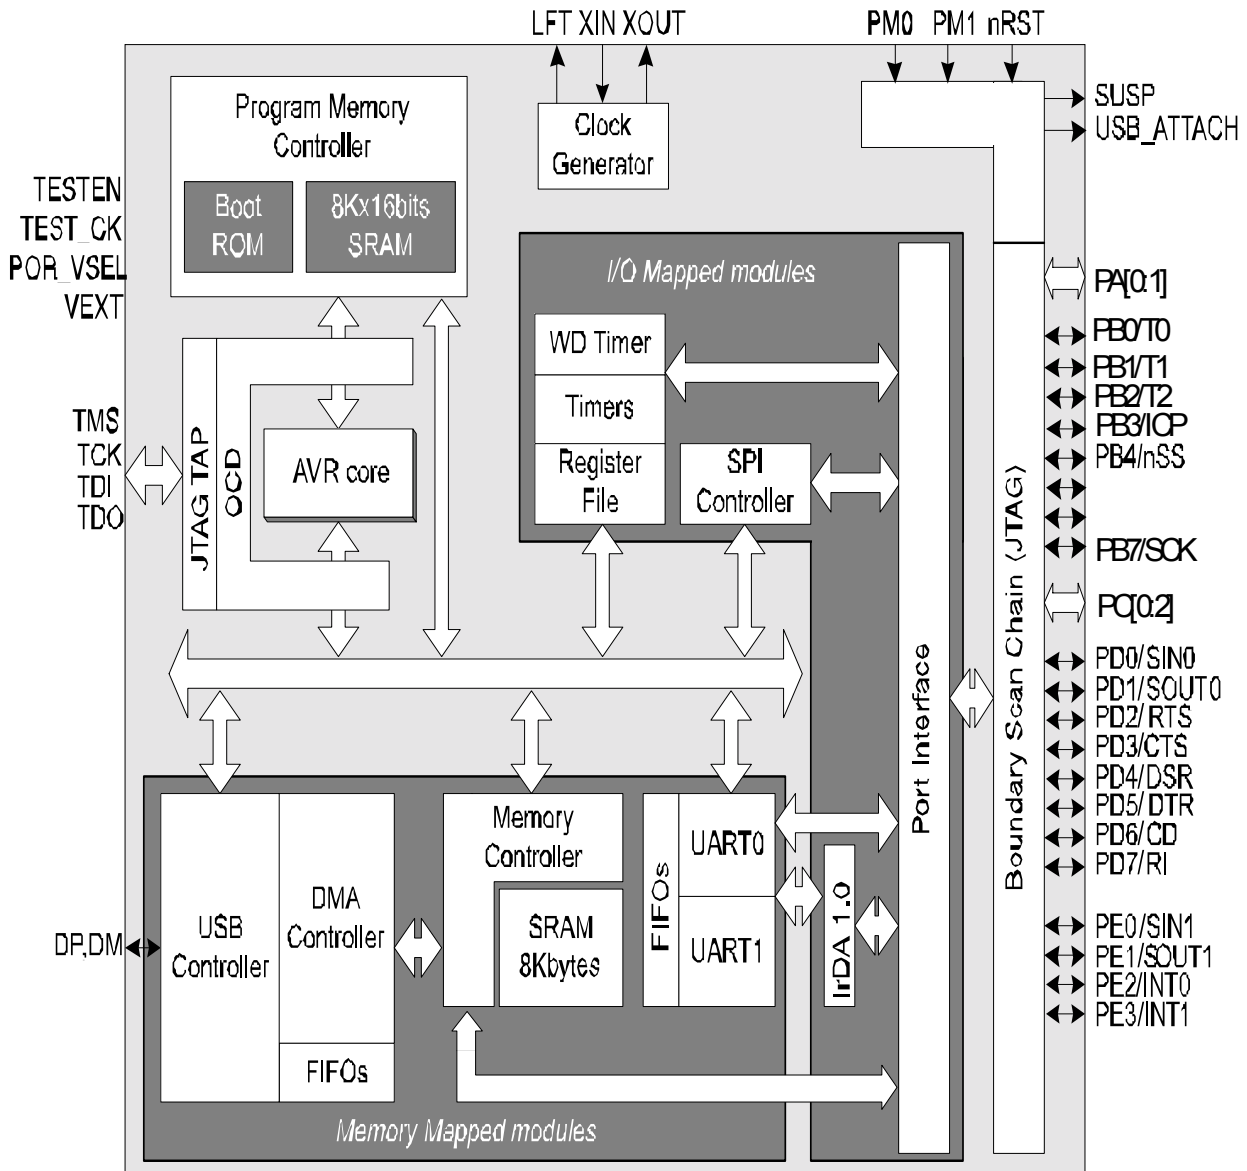 LFT XIN XOUT
PM0 PM1 nRST
SUSP
USB_ATTACH
Program Memory
Controller
Boot
ROM
8Kx16bits
SRAM
Clock
Generator
TESTEN
TEST_CK
POR_VSEL
VEXT
I/O Mapped modules
WD Timer
Timers
Register
File
SPI
Controller
TMS
TCK
TDI
TDO
JTAG TAP
OCD
AVR core
Port Interface
Boundary Scan Chain (JTAG)
PA[0:1]
PB0/T0
PB1/T1
PB2/T2
PB3/ICP
PB4/nSS
PB7/SCK
PC[0:2]
PD0/SIN0
PD1/SOUT0
PD2/RTS
PD3/CTS
PD4/DSR
PD5/DTR
PD6/CD
PD7/RI
PE0/SIN1
PE1/SOUT1
PE2/INT0
PE3/INT1
DP,DM
USB
Controller
DMA
Controller
FIFOs
Memory
Controller
SRAM
8Kbytes
FIFOs
UART0
UART1
IrDA 1.0
Memory Mapped modules